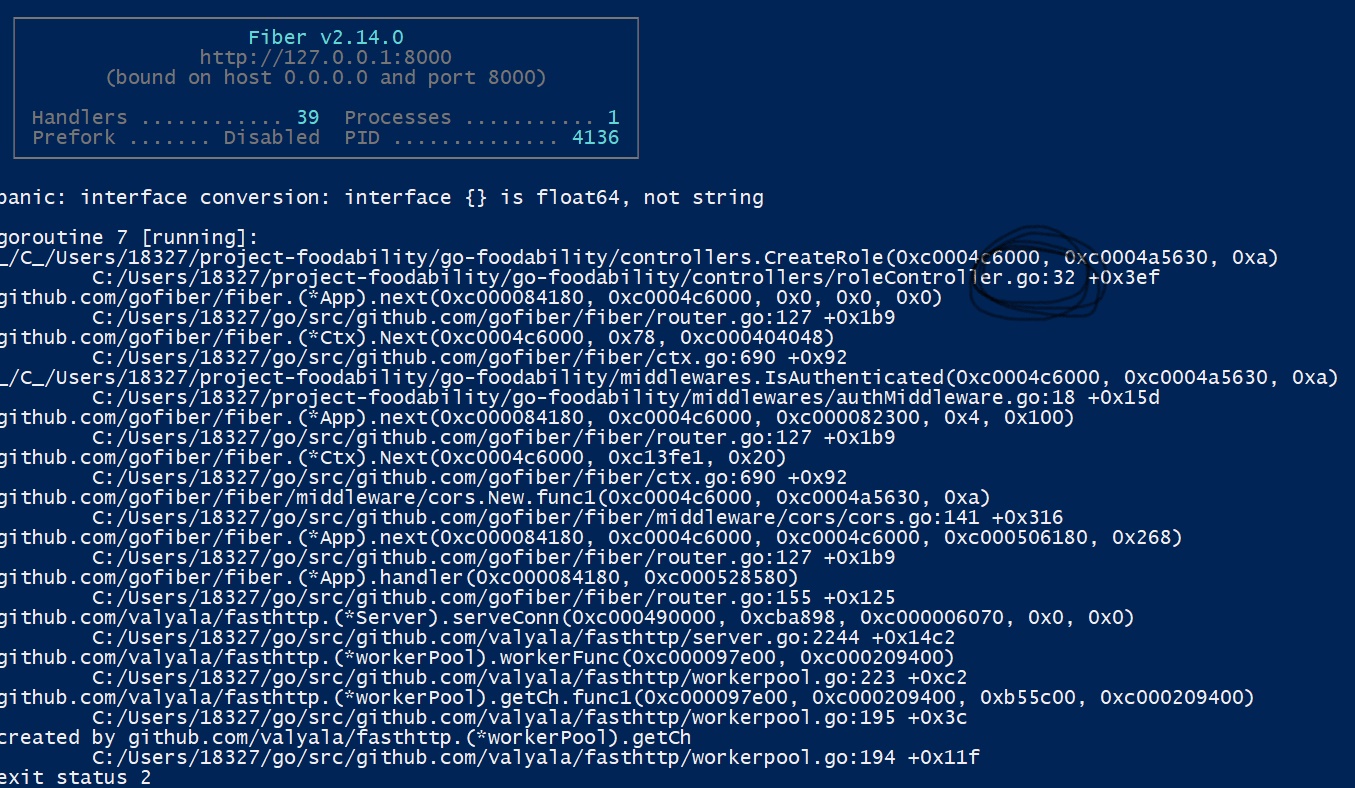 Fiber v2.14.0
http://127.0.0.1:8000
(bound on host 0.0.0.0 and port 8000)
Handlers ............ 39 Processes ........... 1
Prefork ....... Disabled PID .............. 4136
panic: interface conversion: interface {} is float64, not string
goroutine 7 [running]:
_/C_/Users/18327/project-foodability/go-foodability/controllers.CreateRole(0xc0004c6000, 0xc0004a5630, 0xa)
C:/Users/18327/project-foodability/go-foodability/controllers/roleController.go:32 +0x3ef
github.com/gofiber/fiber.(*App).next(0xc000084180, 0xc0004c6000, 0x0, 0x0, 0x0)
C:/Users/18327/go/src/github.com/gofiber/fiber/router.go:127 +0x1b9
github.com/gofiber/fiber.(*Ctx).Next(0xc0004c6000, 0x78, 0xc000404048)
C:/Users/18327/go/src/github.com/gofiber/fiber/ctx.go:690 +0x92
_/C_/Users/18327/project-foodability/go-foodability/middlewares.IsAuthenticated(0xc0004c6000, 0xc0004a5630, 0xa)
C:/Users/18327/project-foodability/go-foodability/middlewares/authMiddleware.go:18 +0x15d
github.com/gofiber/fiber.(*App).next(0xc000084180, 0xc0004c6000, 0xc000082300, 0x4, 0x100)
C:/Users/18327/go/src/github.com/gofiber/fiber/router.go:127 +0x1b9
github.com/gofiber/fiber.(*Ctx).Next(0xc0004c6000, 0xc13fe1, 0x20)
C:/Users/18327/go/src/github.com/gofiber/fiber/ctx.go:690 +0x92
github.com/gofiber/fiber/middleware/cors.New.func1(0xc0004c6000, 0xc0004a5630, 0xa)
C:/Users/18327/go/src/github.com/gofiber/fiber/middleware/cors/cors.go:141 +0x316
github.com/gofiber/fiber.(*App).next(0xc000084180, 0xc0004c6000, 0xc0004c6000, 0xc000506180, 0x268)
C:/Users/18327/go/src/github.com/gofiber/fiber/router.go:127 +0x1b9
github.com/gofiber/fiber.(*App).handler(0xc000084180, 0xc000528580)
C:/Users/18327/go/src/github.com/gofiber/fiber/router.go:155 +0x125
github.com/valyala/fasthttp.(*Server).serveConn(0xc000490000, 0xcba898, 0xc000006070, 0x0, 0x0)
C:/Users/18327/go/src/github.com/valyala/fasthttp/server.go:2244 +0x14c2
github.com/valyala/fasthttp.(*workerPool).workerFunc(0xc000097e00, 0xc000209400)
C:/Users/18327/go/src/github.com/valyala/fasthttp/workerpool.go:223 +0xc2
github.com/valyala/fasthttp.(*workerPool).getCh.func1(0xc000097e00, 0xc000209400, 0xb55c00, 0xc000209400)
C:/Users/18327/go/src/github.com/valyala/fasthttp/workerpool.go:195 +0x3c
created by github.com/valyala/fasthttp.(*workerPool).getCh
C:/Users/18327/go/src/github.com/valyala/fasthttp/workerpool.go:194 +0x11f
exit status 2